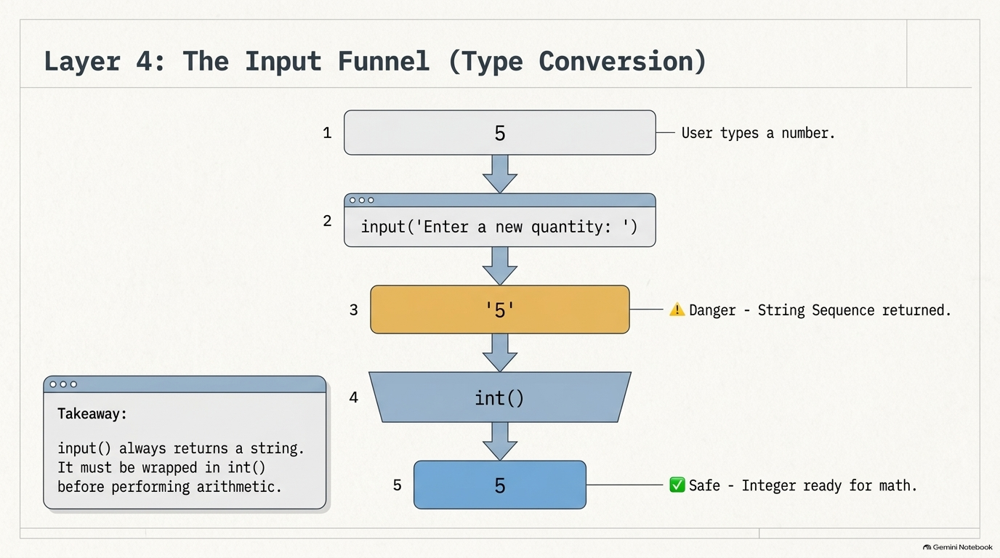 Layer 4: The Input Funnel (Type Conversion)
1
5
User types a number.
2
input('Enter a new quantity: ')
3
'5'
⚠️ Danger - String Sequence returned.
4
int()
5
5
✅ Safe - Integer ready for math.
Takeaway:
input() always returns a string.
It must be wrapped in int()
before performing arithmetic.
Gemini Notebook